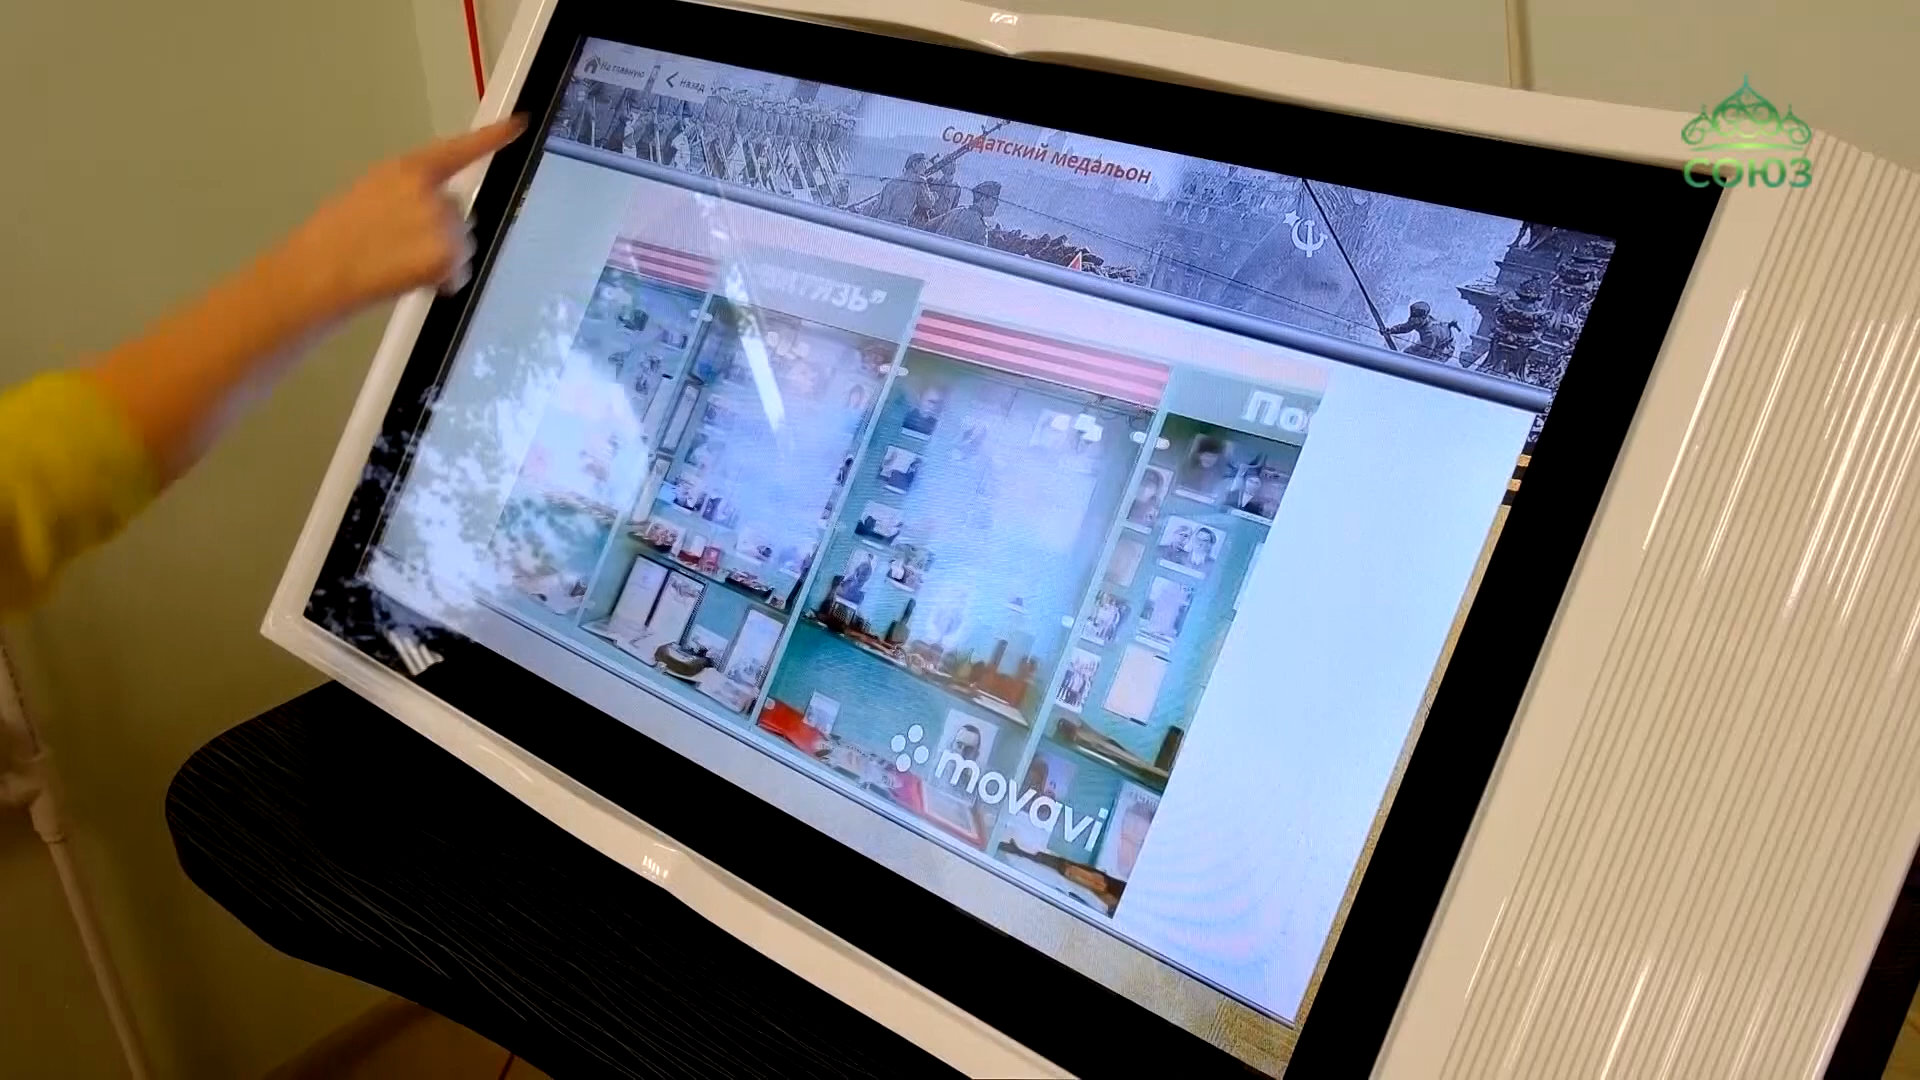 На главную
Назад
Солдатский медальон
СОЮЗ
movavi